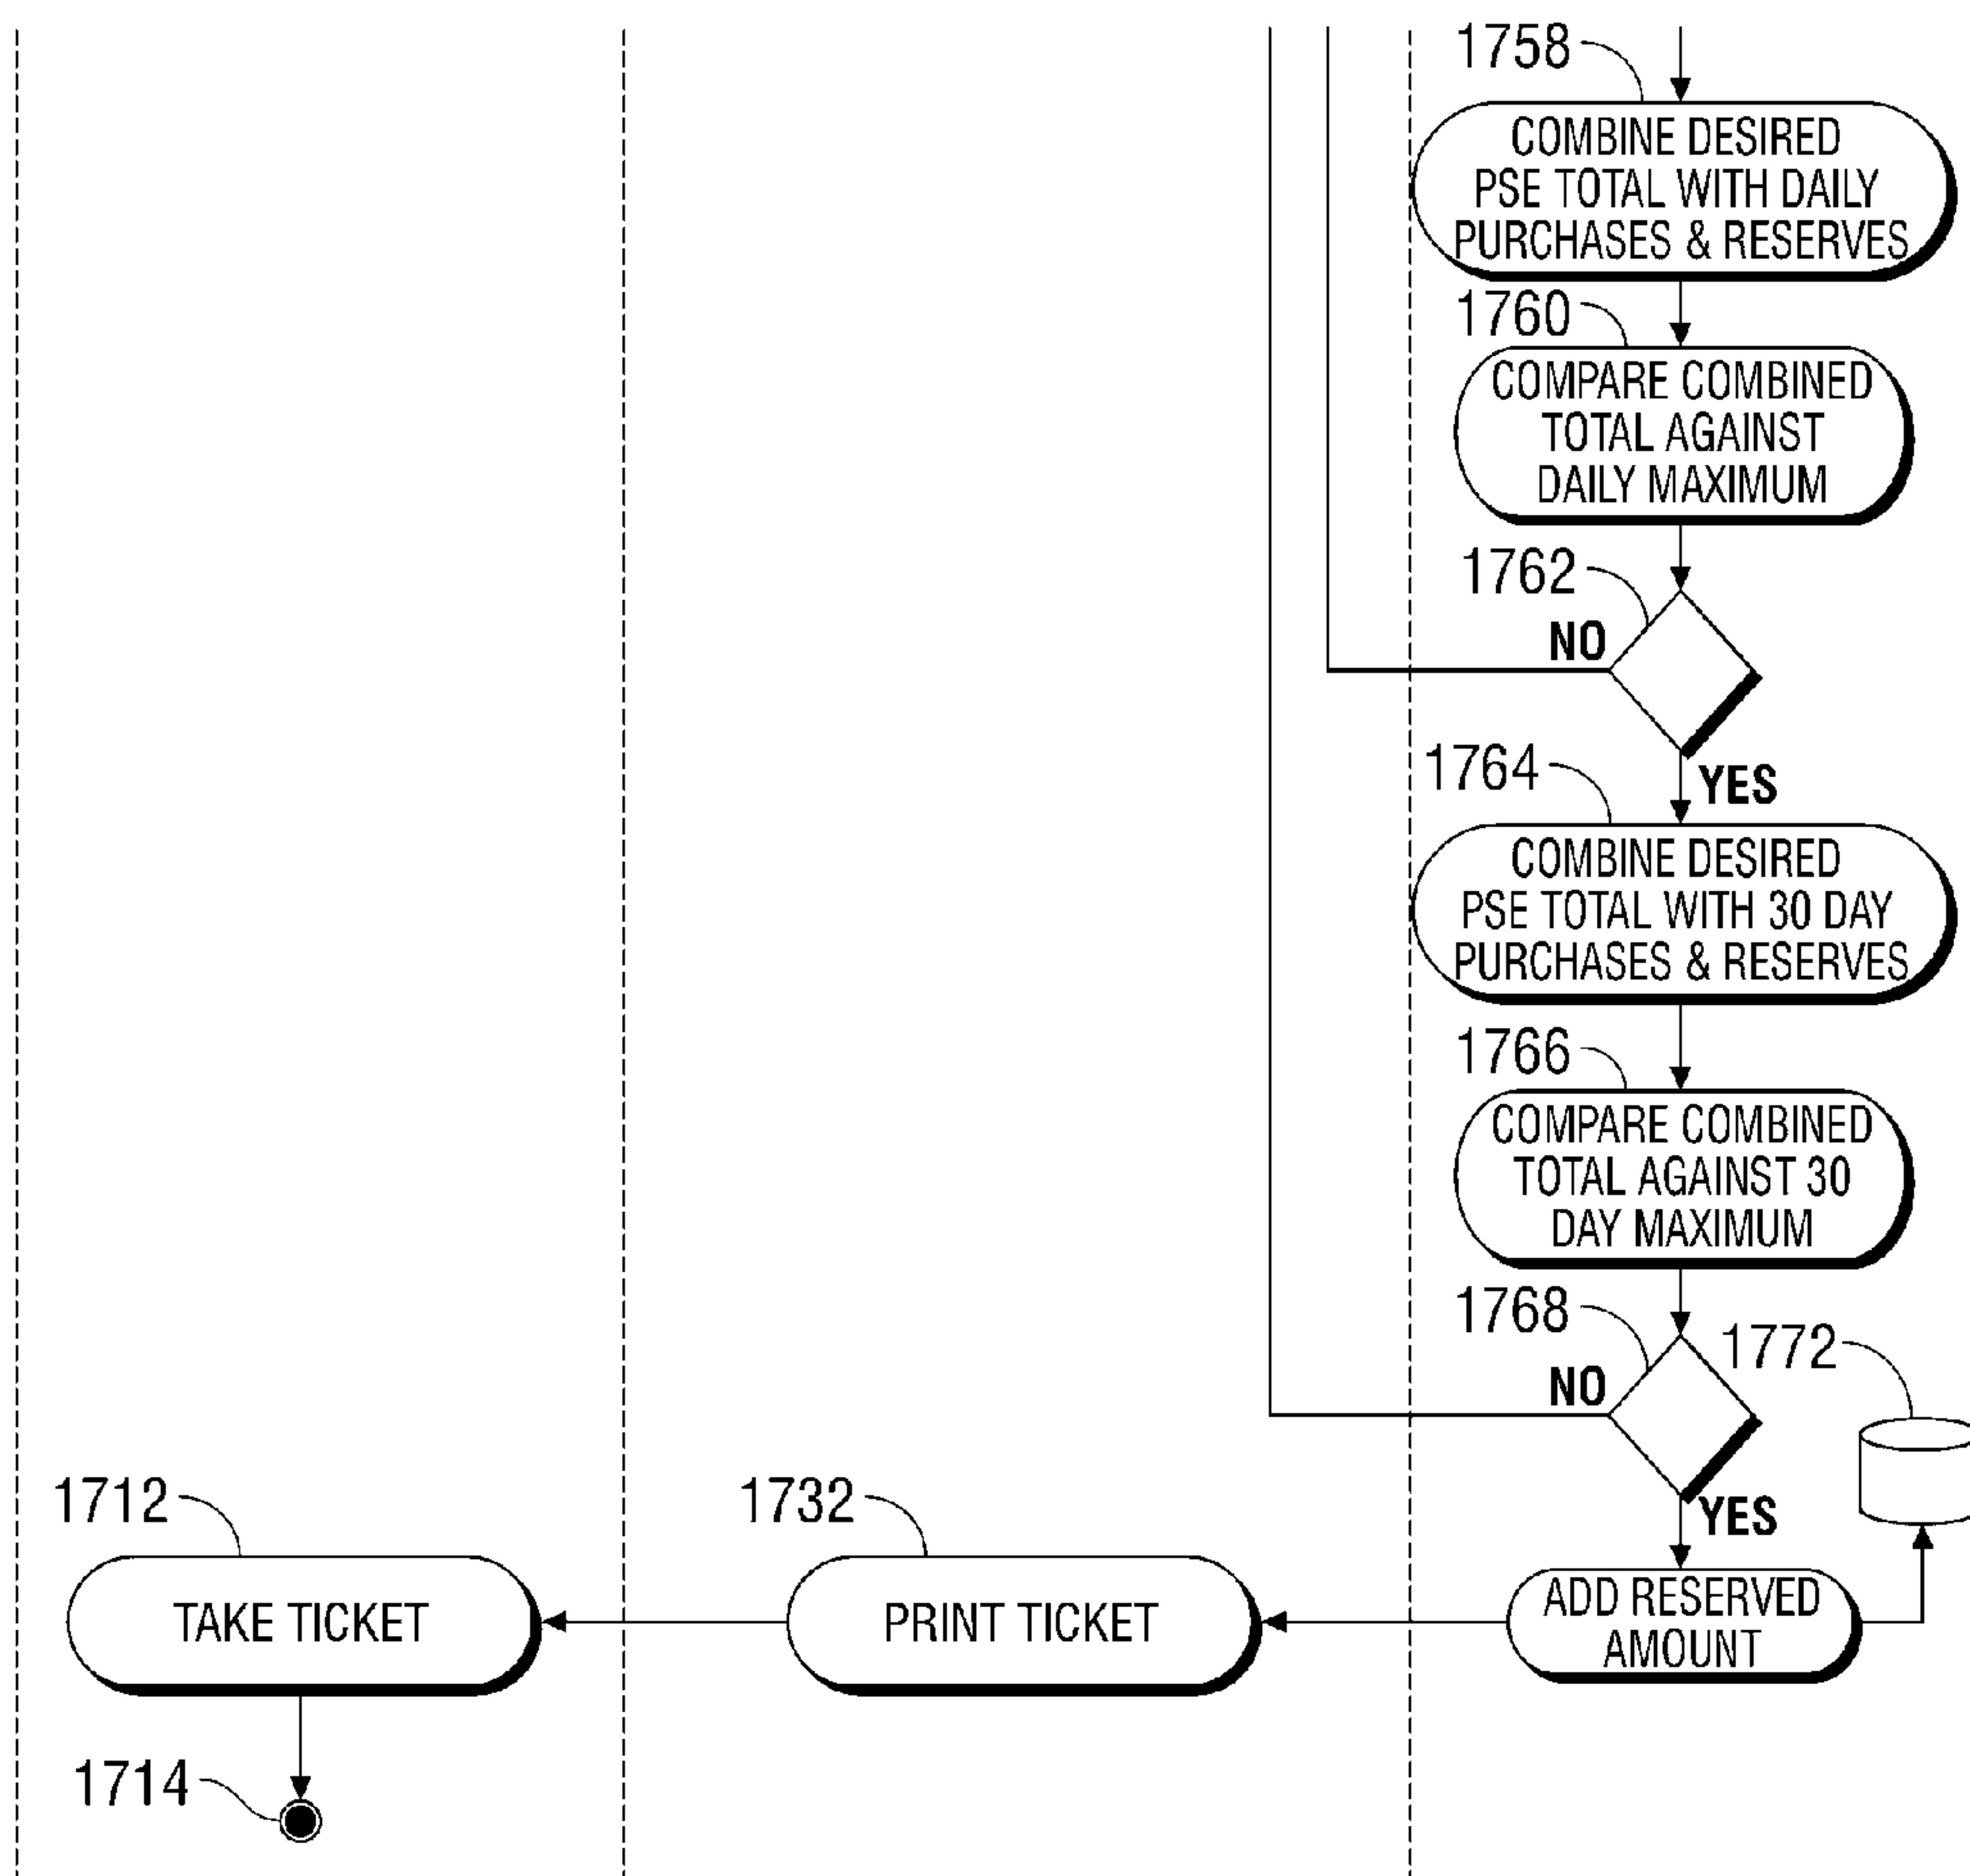 1758
COMBINE DESIRED
PSE TOTAL WITH DAILY
PURCHASES & RESERVES
1760
COMPARE COMBINED
TOTAL AGAINST
DAILY MAXIMUM
1762
NO
YES
1764
COMBINE DESIRED
PSE TOTAL WITH 30 DAY
PURCHASES & RESERVES
1766
COMPARE COMBINED
TOTAL AGAINST 30
DAY MAXIMUM
1768
1772
NO
YES
1712
1732
TAKE TICKET
PRINT TICKET
ADD RESERVED
AMOUNT
1714